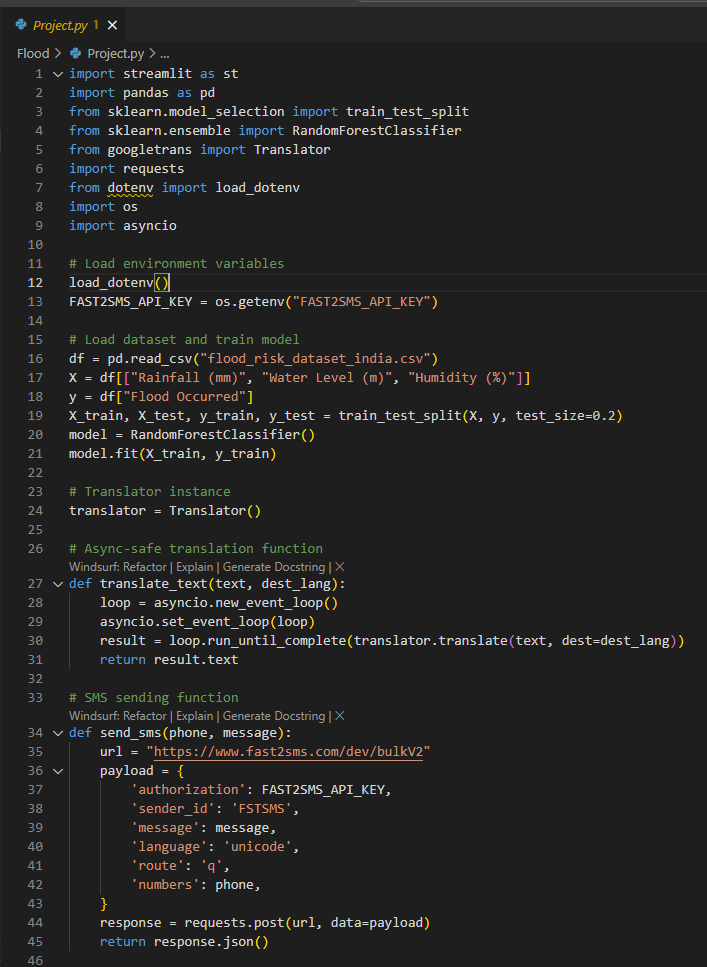 Project.py 1 ×
Flood > Project.py > ...
1 import streamlit as st
2 import pandas as pd
3 from sklearn.model_selection import train_test_split
4 from sklearn.ensemble import RandomForestClassifier
5 from googletrans import Translator
6 import requests
7 from dotenv import load_dotenv
8 import os
9 import asyncio
10
11 # Load environment variables
12 load_dotenv()
13 FAST2SMS_API_KEY = os.getenv("FAST2SMS_API_KEY")
14
15 # Load dataset and train model
16 df = pd.read_csv("flood_risk_dataset_india.csv")
17 X = df[["Rainfall (mm)", "Water Level (m)", "Humidity (%)"]]
18 y = df["Flood Occurred"]
19 X_train, X_test, y_train, y_test = train_test_split(X, y, test_size=0.2)
20 model = RandomForestClassifier()
21 model.fit(X_train, y_train)
22
23 # Translator instance
24 translator = Translator()
25
26 # Async-safe translation function
Windsurf: Refactor | Explain | Generate Docstring | ×
27 def translate_text(text, dest_lang):
28     loop = asyncio.new_event_loop()
29     asyncio.set_event_loop(loop)
30     result = loop.run_until_complete(translator.translate(text, dest=dest_lang))
31     return result.text
32
33 # SMS sending function
Windsurf: Refactor | Explain | Generate Docstring | ×
34 def send_sms(phone, message):
35     url = "https://www.fast2sms.com/dev/bulkV2"
36     payload = {
37         'authorization': FAST2SMS_API_KEY,
38         'sender_id': 'FSTSMS',
39         'message': message,
40         'language': 'unicode',
41         'route': 'q',
42         'numbers': phone,
43     }
44     response = requests.post(url, data=payload)
45     return response.json()
46